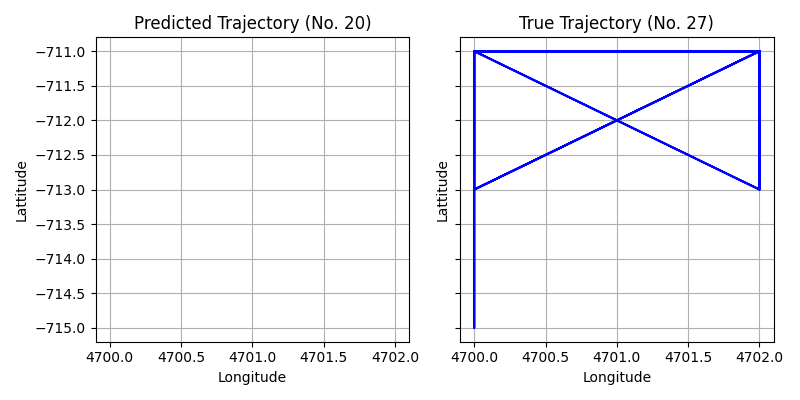 Predicted Trajectory (No. 20)
−711.0
−711.5
−712.0
−712.5
−713.0
−713.5
−714.0
−714.5
−715.0
Lattitude
4700.0 4700.5 4701.0 4701.5 4702.0
Longitude
True Trajectory (No. 27)
Lattitude
4700.0 4700.5 4701.0 4701.5 4702.0
Longitude